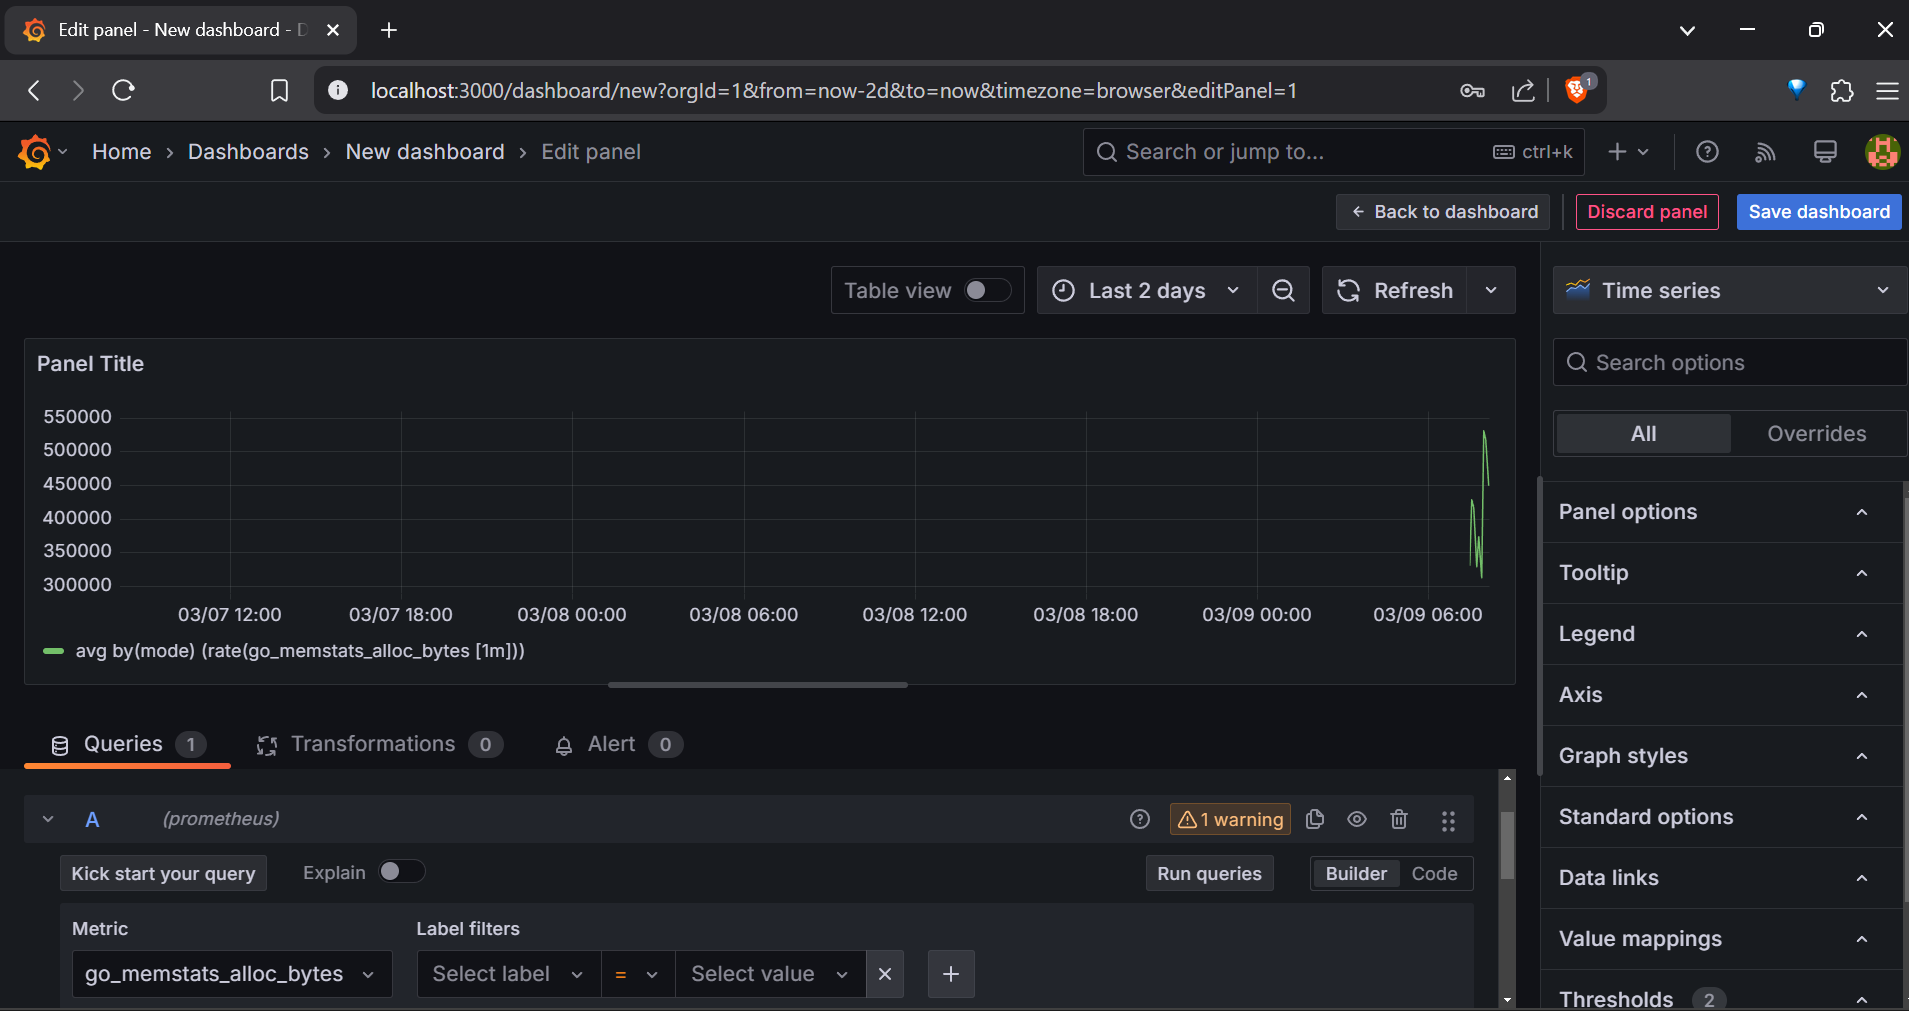 Edit panel - New dashboard - D
localhost:3000/dashboard/new?orgId=1&from=now-2d&to=now&timezone=browser&editPanel=1
1
Home › Dashboards › New dashboard › Edit panel
Search or jump to...
ctrl+k
← Back to dashboard
Discard panel
Save dashboard
Table view
Last 2 days
Refresh
Time series
Panel Title
Search options
All
Overrides
550000
500000
450000
400000
350000
300000
03/07 12:00
03/07 18:00
03/08 00:00
03/08 06:00
03/08 12:00
03/08 18:00
03/09 00:00
03/09 06:00
avg by(mode) (rate(go_memstats_alloc_bytes [1m]))
Panel options
Tooltip
Legend
Axis
Graph styles
Standard options
Data links
Value mappings
Thresholds 2
Queries 1
Transformations 0
Alert 0
A (prometheus)
1 warning
Kick start your query
Explain
Run queries
Builder
Code
Metric
Label filters
go_memstats_alloc_bytes
Select label
=
Select value